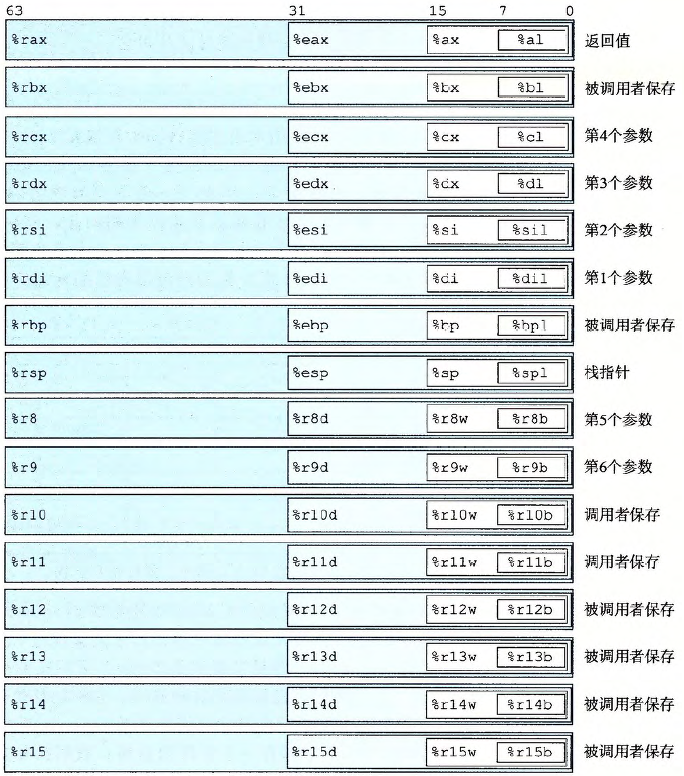 63 31 15 7 0
%rax %eax %ax %al 返回值
%rbx %ebx %bx %bl 被调用者保存
%rcx %ecx %cx %cl 第4个参数
%rdx %edx %dx %dl 第3个参数
%rsi %esi %si %sil 第2个参数
%rdi %edi %di %dil 第1个参数
%rbp %ebp %bp %bpl 被调用者保存
%rsp %esp %sp %spl 栈指针
%r8 %r8d %r8w %r8b 第5个参数
%r9 %r9d %r9w %r9b 第6个参数
%r10 %r10d %r10w %r10b 调用者保存
%r11 %r11d %r11w %r11b 调用者保存
%r12 %r12d %r12w %r12b 被调用者保存
%r13 %r13d %r13w %r13b 被调用者保存
%r14 %r14d %r14w %r14b 被调用者保存
%r15 %r15d %r15w %r15b 被调用者保存